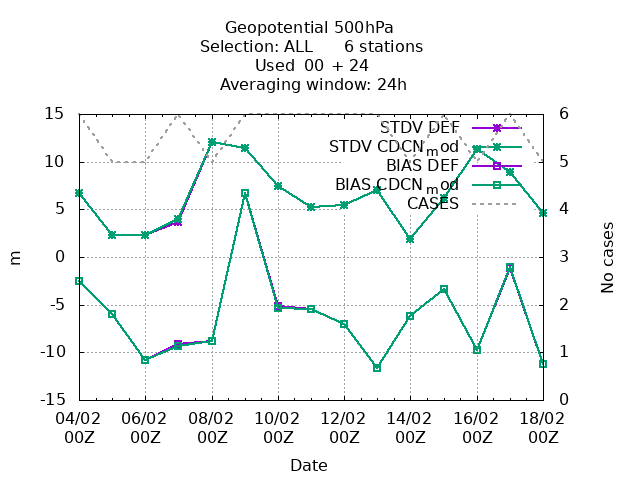 Geopotential 500hPa
Selection: ALL      6 stations
Used  00 + 24
Averaging window: 24h
15 6
STDV DEF
STDV CDCN_mod
10 5
BIAS DEF
BIAS CDCN_mod
CASES
5 4
0 3
m
No cases
-5 2
-10 1
-15 0
04/02 06/02 08/02 10/02 12/02 14/02 16/02 18/02
00Z 00Z 00Z 00Z 00Z 00Z 00Z 00Z
Date